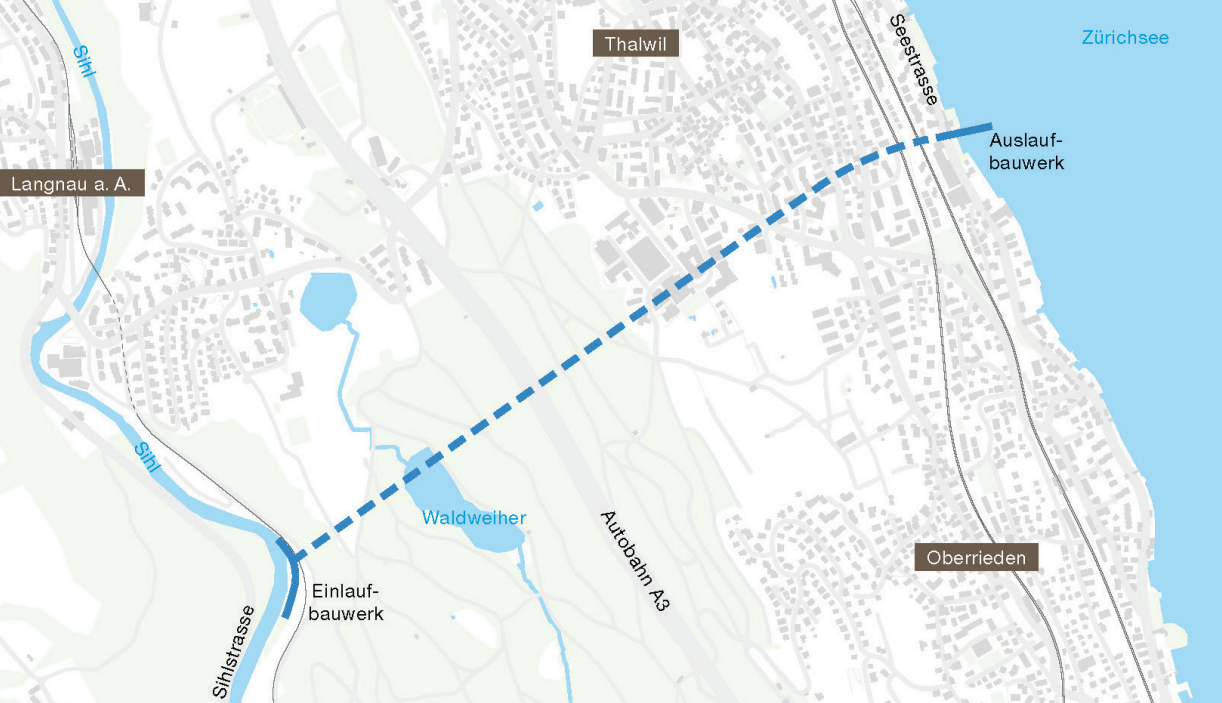 Sihl
Thalwil
Seestrasse
Zürichsee
Auslauf-
bauwerk
Langnau a. A.
Sihl
Waldweiher
Autobahn A3
Oberrieden
Einlauf-
bauwerk
Sihlstrasse